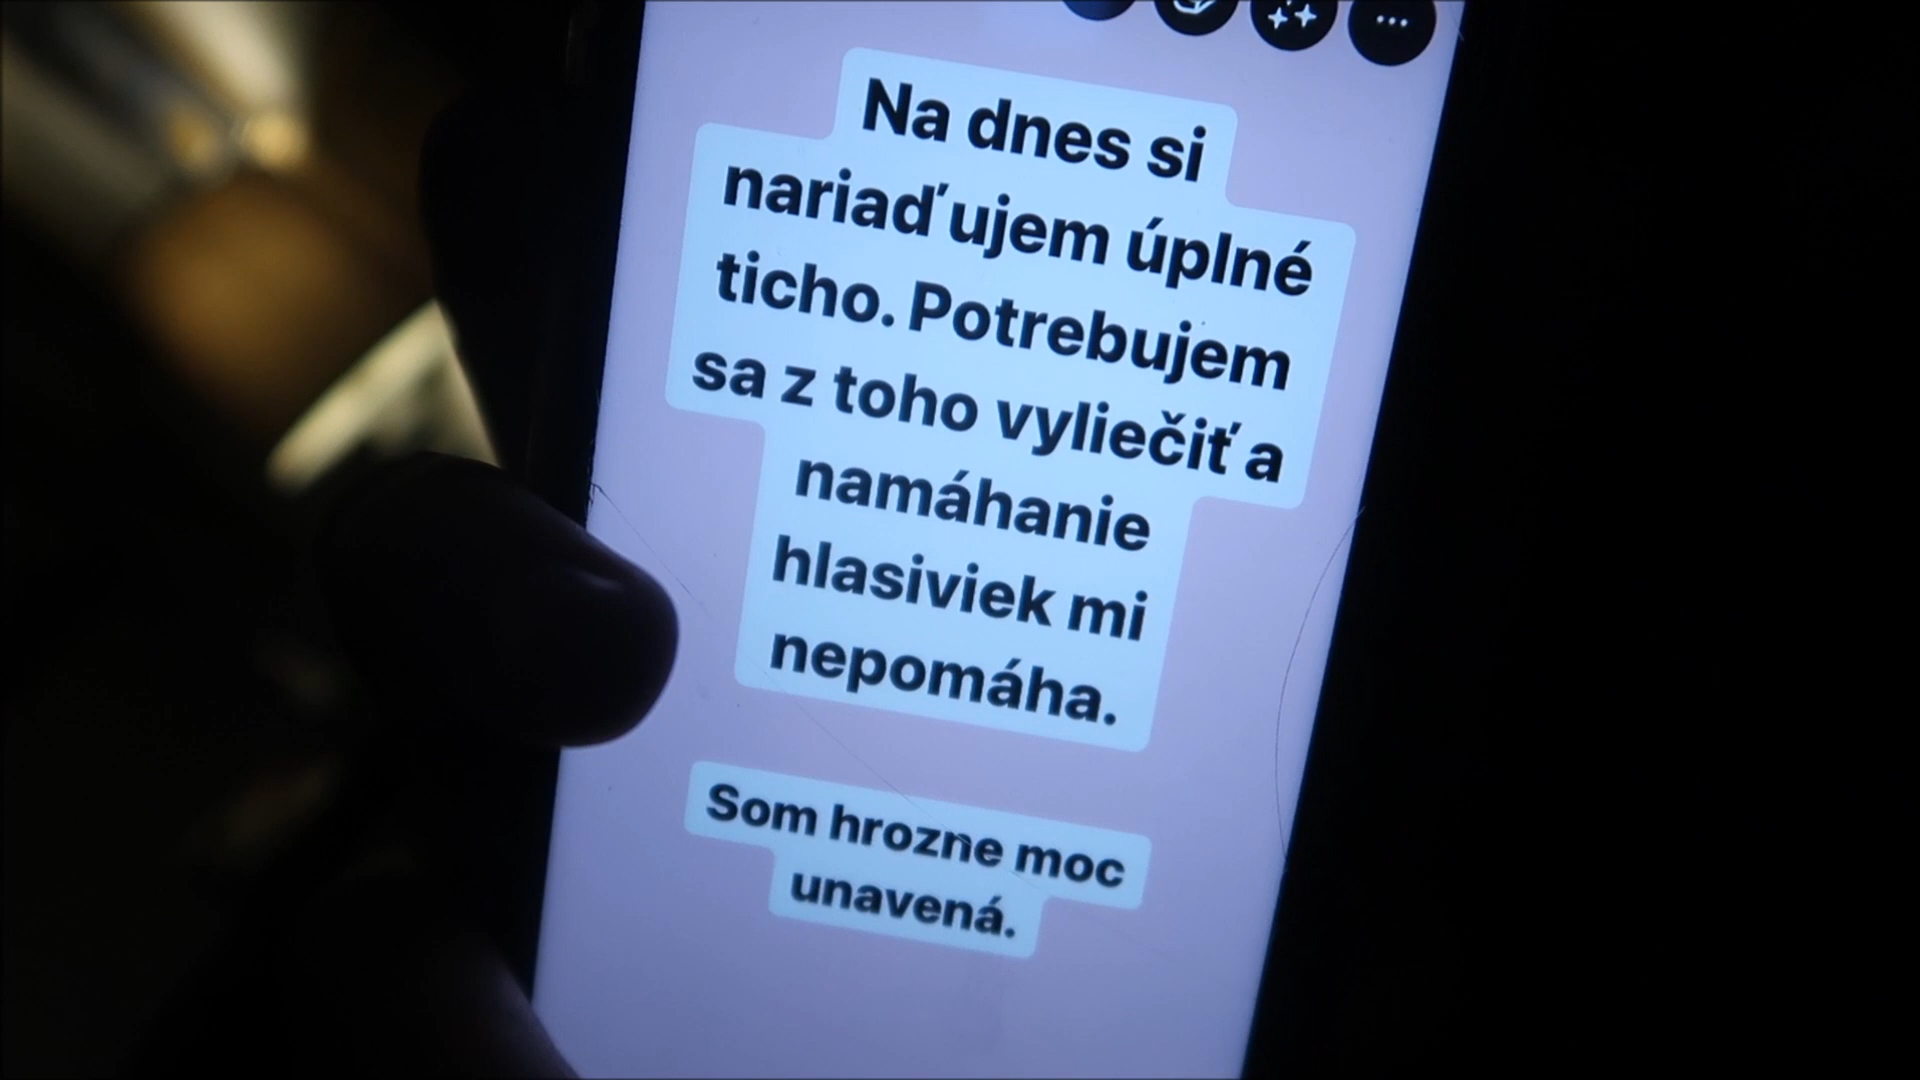 Na dnes si
nariaďujem úplné
ticho. Potrebujem
sa z toho vyliečiť a
namáhanie
hlasiviek mi
nepomáha.
Som hrozne moc
unavená.